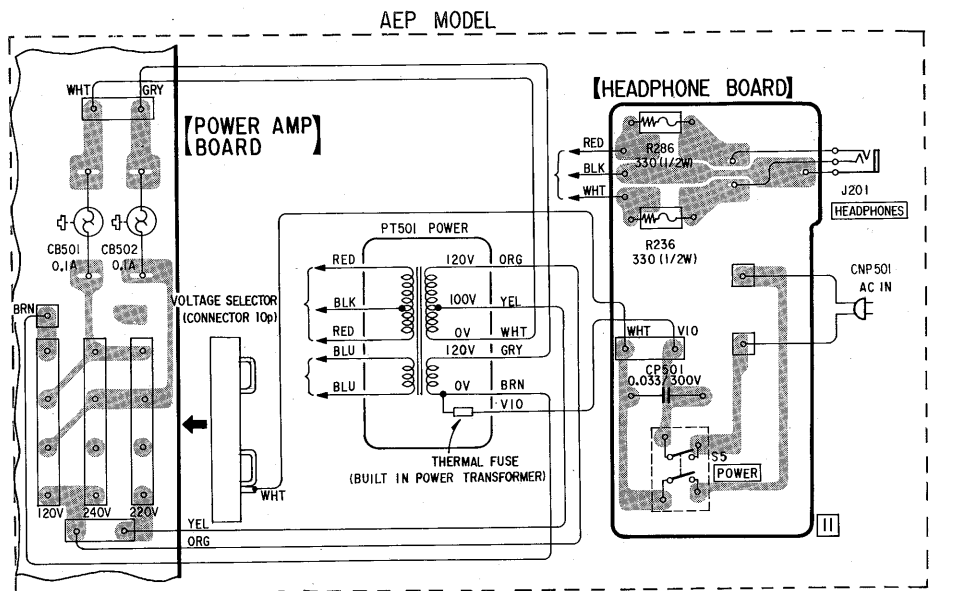 AEP MODEL
WHT
GRY
【POWER AMP
BOARD】
CB501
0.1A
CB502
0.1A
BRN
VOLTAGE SELECTOR
(CONNECTOR 10p)
120V
240V
220V
WHT
YEL
ORG
PT501 POWER
RED
BLK
RED
BLU
BLU
120V
ORG
100V
YEL
0V
WHT
120V
GRY
0V
BRN
VIO
THERMAL FUSE
(BUILT IN POWER TRANSFORMER)
【HEADPHONE BOARD】
RED
BLK
WHT
R286
330 (1/2W)
R236
330 (1/2W)
J201
HEADPHONES
CNP501
AC IN
WHT
VIO
CP501
0.033/300V
S5
POWER
11